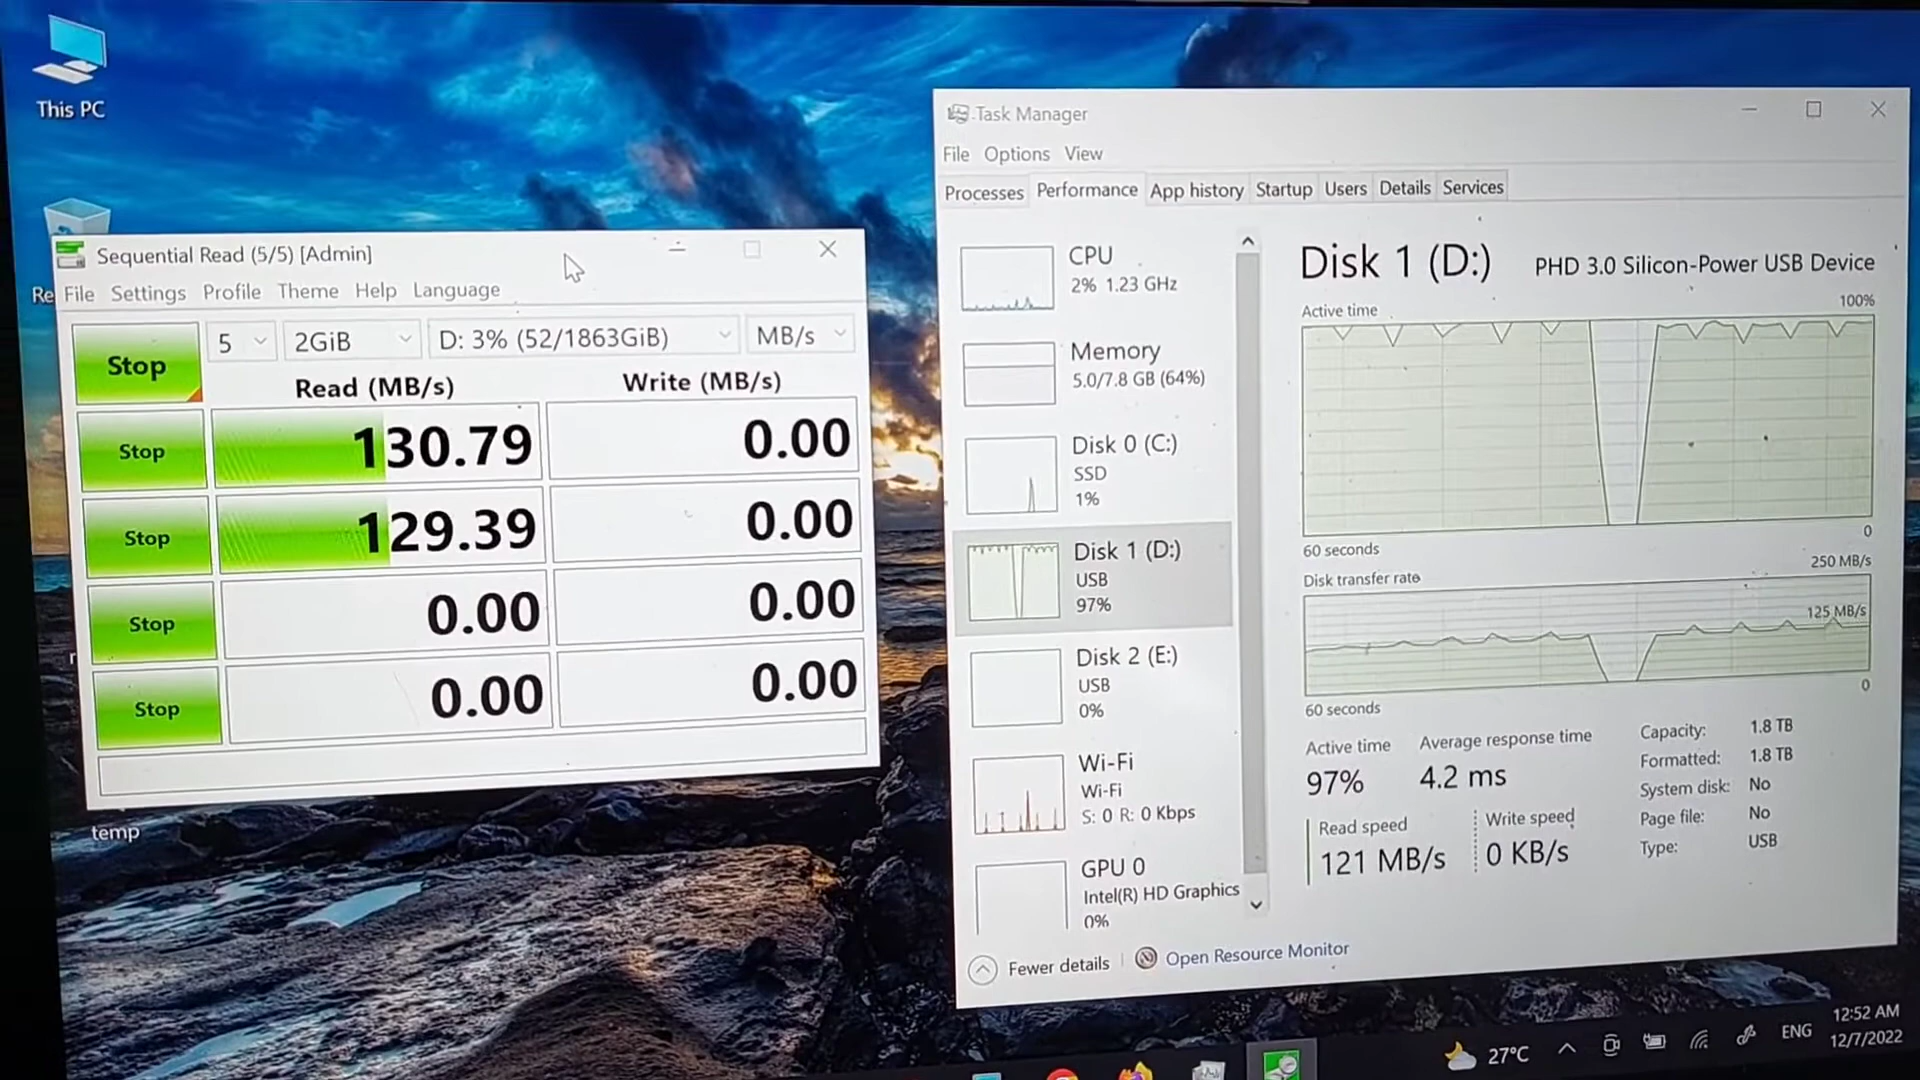 This PC
Re
temp
Sequential Read (5/5) [Admin]
File Settings Profile Theme Help Language
Stop
5
2GiB
D: 3% (52/1863GiB)
MB/s
Read (MB/s)
Write (MB/s)
Stop
130.79
0.00
Stop
129.39
0.00
Stop
0.00
0.00
Stop
0.00
0.00
Task Manager
File Options View
Processes Performance App history Startup Users Details Services
CPU
2% 1.23 GHz
Memory
5.0/7.8 GB (64%)
Disk 0 (C:)
SSD
1%
Disk 1 (D:)
USB
97%
Disk 2 (E:)
USB
0%
Wi-Fi
Wi-Fi
S: 0 R: 0 Kbps
GPU 0
Intel(R) HD Graphics
0%
Disk 1 (D:)
PHD 3.0 Silicon-Power USB Device
Active time
100%
60 seconds
0
Disk transfer rate
250 MB/s
125 MB/s
60 seconds
0
Active time
97%
Average response time
4.2 ms
Read speed
121 MB/s
Write speed
0 KB/s
Capacity: 1.8 TB
Formatted: 1.8 TB
System disk: No
Page file: No
Type: USB
Fewer details
Open Resource Monitor
27°C
ENG
12:52 AM
12/7/2022